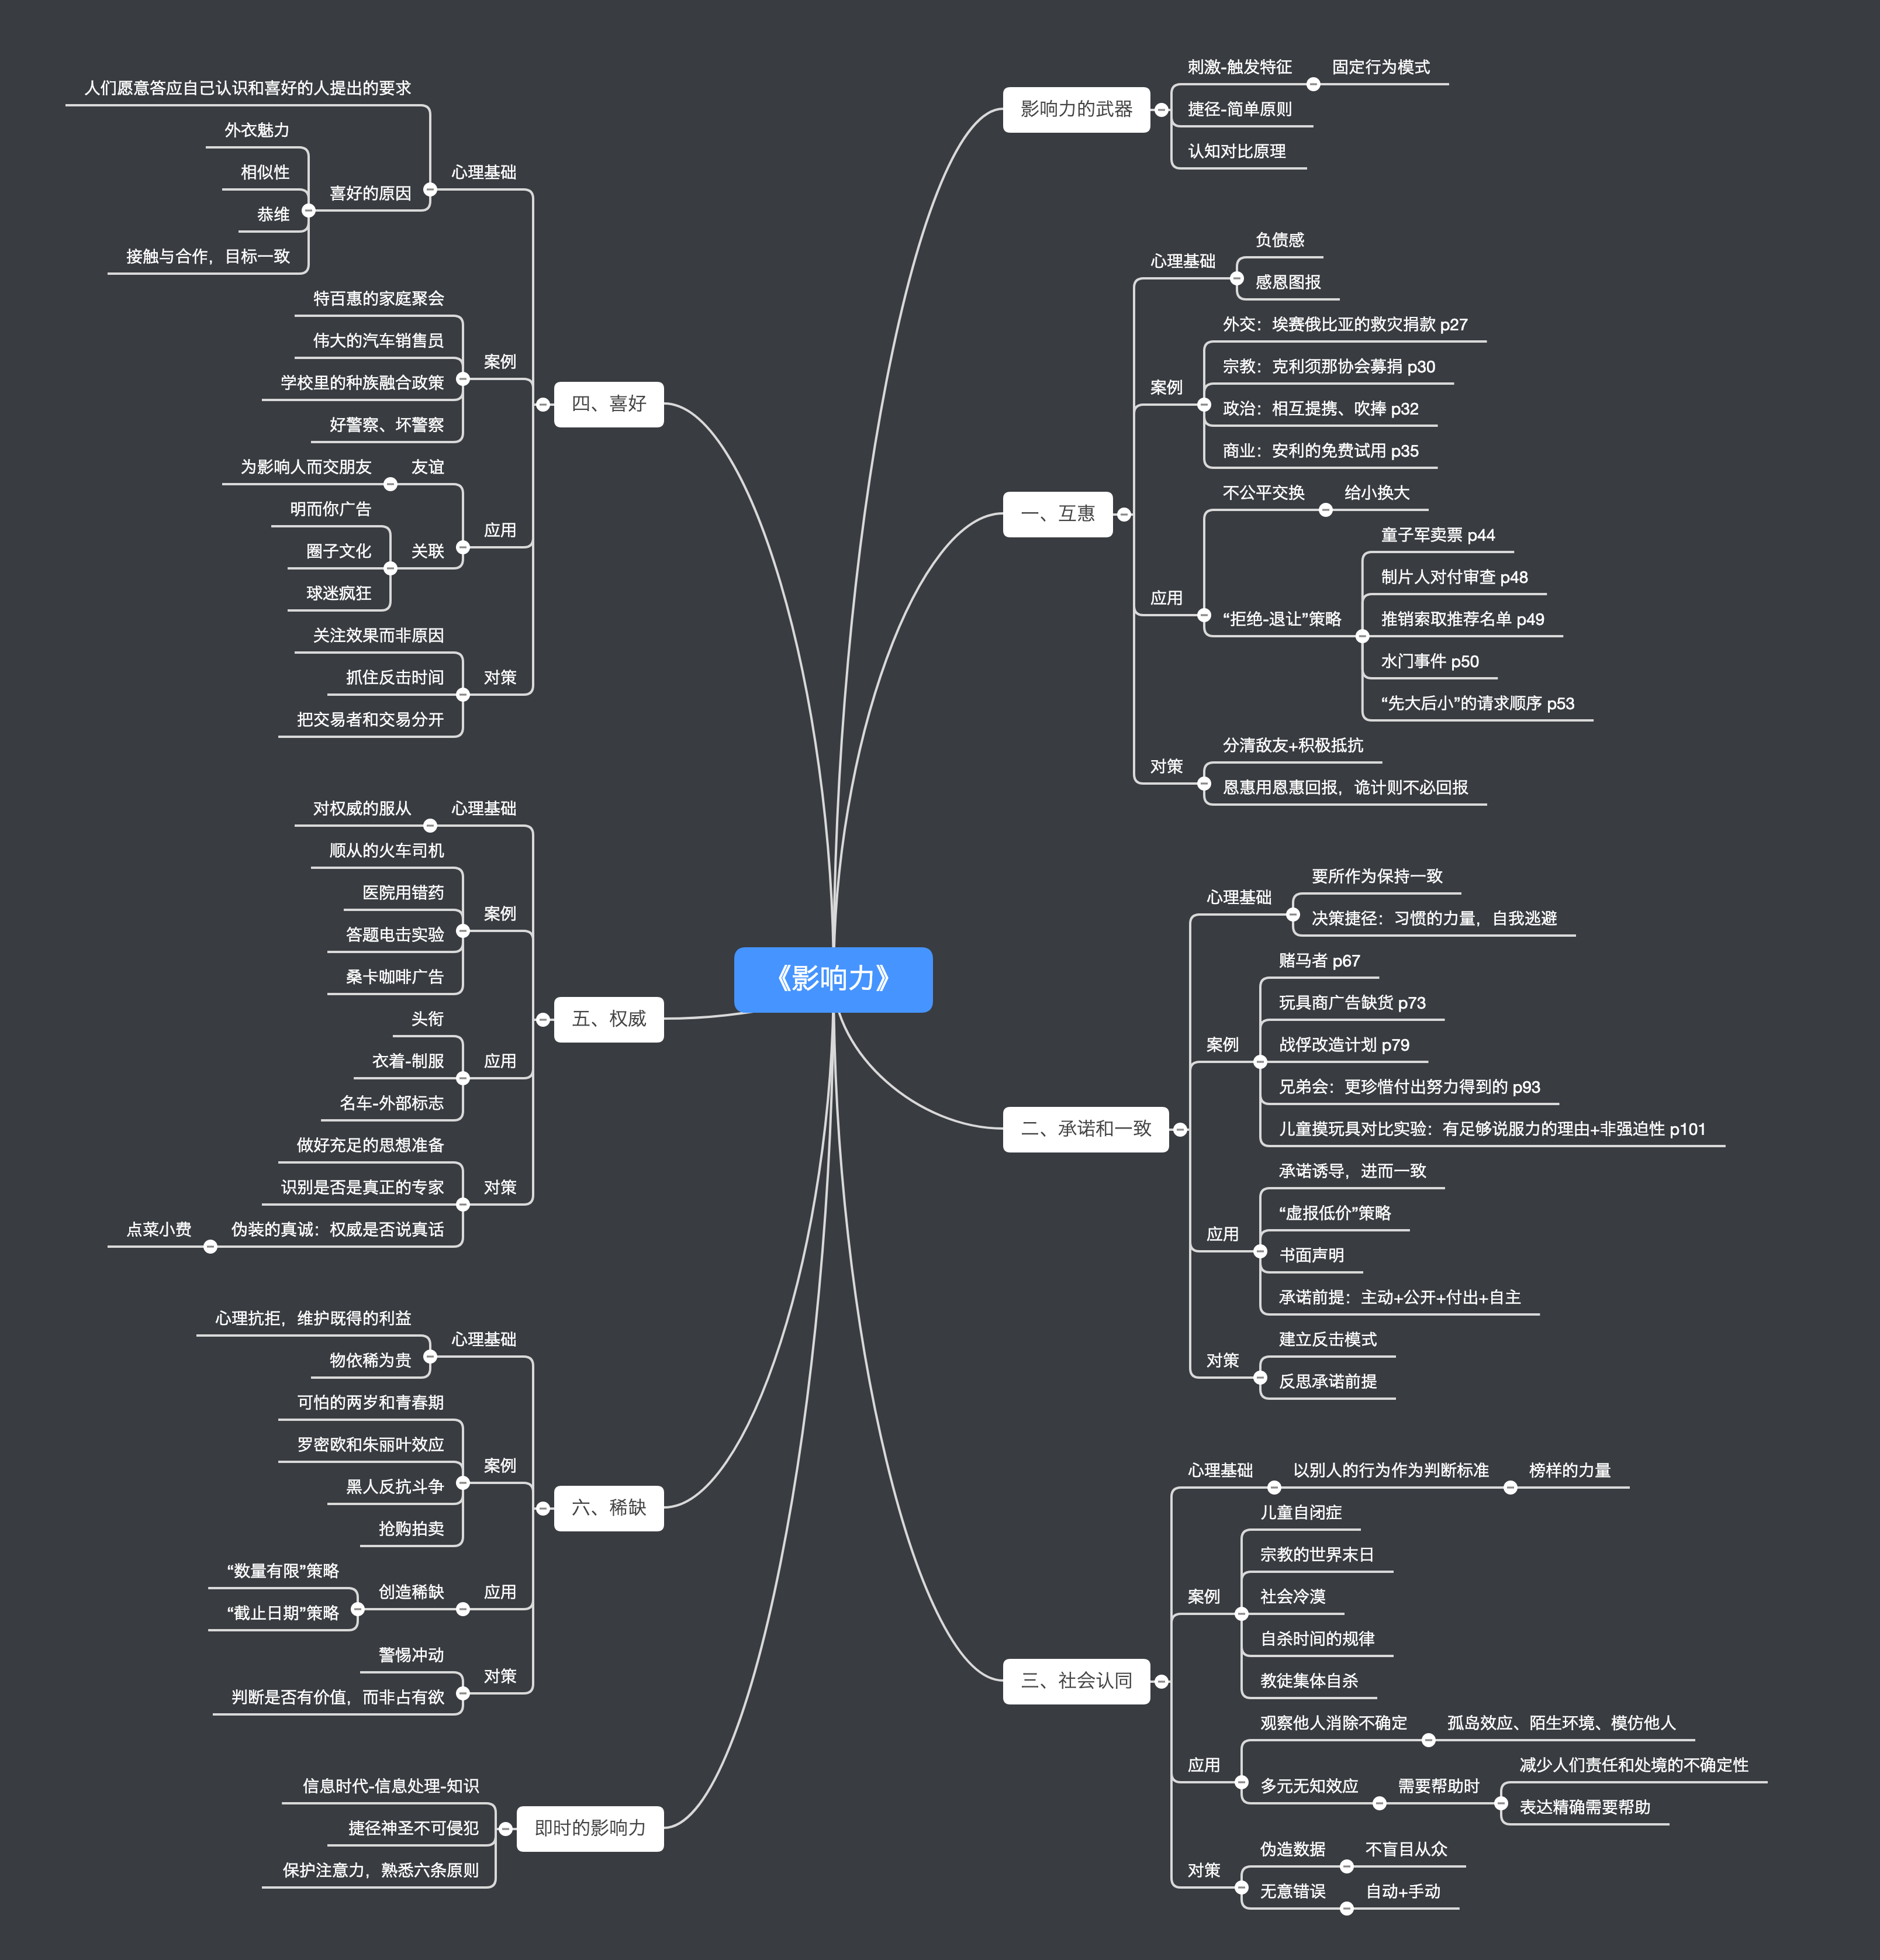 《影响力》
影响力的武器
刺激-触发特征
固定行为模式
捷径-简单原则
认知对比原理
一、互惠
心理基础
负债感
感恩图报
案例
外交：埃赛俄比亚的救灾捐款 p27
宗教：克利须那协会募捐 p30
政治：相互提携、吹捧 p32
商业：安利的免费试用 p35
应用
不公平交换
给小换大
“拒绝-退让”策略
童子军卖票 p44
制片人对付审查 p48
推销索取推荐名单 p49
水门事件 p50
“先大后小”的请求顺序 p53
对策
分清敌友+积极抵抗
恩惠用恩惠回报，诡计则不必回报
二、承诺和一致
心理基础
要所作为保持一致
决策捷径：习惯的力量，自我逃避
案例
赌马者 p67
玩具商广告缺货 p73
战俘改造计划 p79
兄弟会：更珍惜付出努力得到的 p93
儿童摸玩具对比实验：有足够说服力的理由+非强迫性 p101
应用
承诺诱导，进而一致
“虚报低价”策略
书面声明
承诺前提：主动+公开+付出+自主
对策
建立反击模式
反思承诺前提
三、社会认同
心理基础
以别人的行为作为判断标准
榜样的力量
案例
儿童自闭症
宗教的世界末日
社会冷漠
自杀时间的规律
教徒集体自杀
应用
观察他人消除不确定
孤岛效应、陌生环境、模仿他人
多元无知效应
需要帮助时
减少人们责任和处境的不确定性
表达精确需要帮助
对策
伪造数据
不盲目从众
无意错误
自动+手动
四、喜好
心理基础
人们愿意答应自己认识和喜好的人提出的要求
喜好的原因
外衣魅力
相似性
恭维
接触与合作，目标一致
案例
特百惠的家庭聚会
伟大的汽车销售员
学校里的种族融合政策
好警察、坏警察
应用
友谊
为影响人而交朋友
关联
明而你广告
圈子文化
球迷疯狂
对策
关注效果而非原因
抓住反击时间
把交易者和交易分开
五、权威
心理基础
对权威的服从
案例
顺从的火车司机
医院用错药
答题电击实验
桑卡咖啡广告
应用
头衔
衣着-制服
名车-外部标志
对策
做好充足的思想准备
识别是否是真正的专家
伪装的真诚：权威是否说真话
点菜小费
六、稀缺
心理基础
心理抗拒，维护既得的利益
物依稀为贵
案例
可怕的两岁和青春期
罗密欧和朱丽叶效应
黑人反抗斗争
抢购拍卖
应用
创造稀缺
“数量有限”策略
“截止日期”策略
对策
警惕冲动
判断是否有价值，而非占有欲
即时的影响力
信息时代-信息处理-知识
捷径神圣不可侵犯
保护注意力，熟悉六条原则